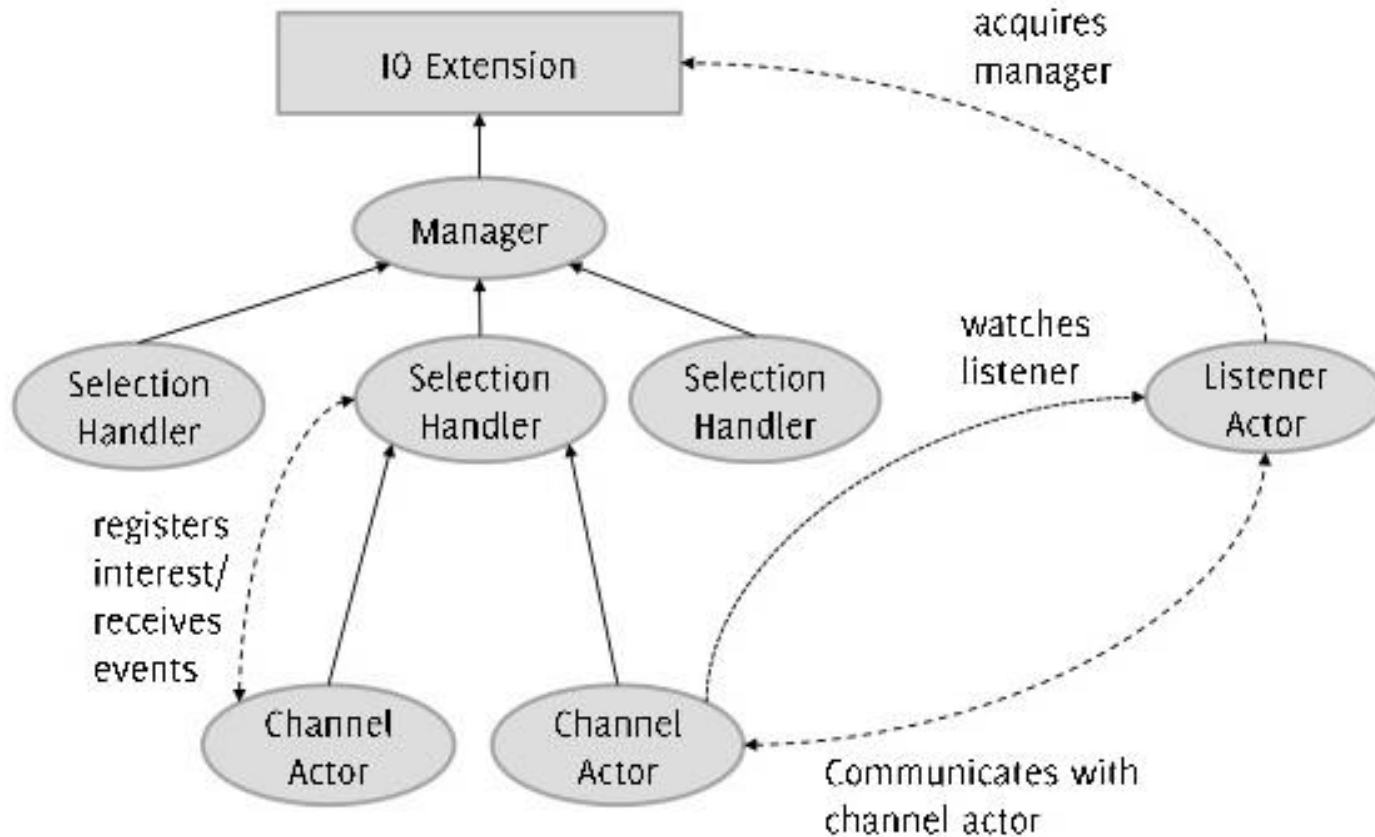 acquires
manager
IO Extension
Manager
watches
listener
Selection
Handler
Selection
Handler
Selection
Handler
Listener
Actor
registers
interest/
receives
events
Channel
Actor
Channel
Actor
Communicates with
channel actor